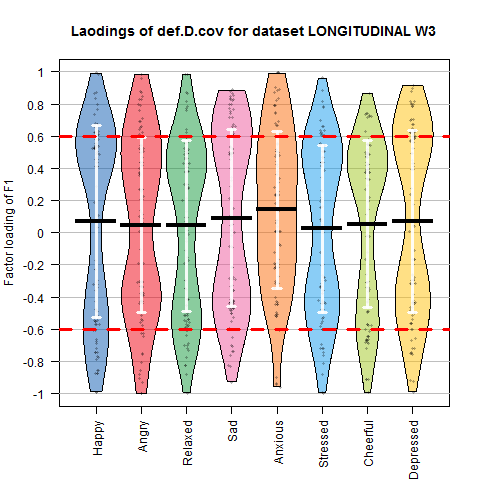 Laodings of def.D.cov for dataset LONGITUDINAL W3
Factor loading of F1
1
0.8
0.6
0.4
0.2
0
-0.2
-0.4
-0.6
-0.8
-1
Happy
Angry
Relaxed
Sad
Anxious
Stressed
Cheerful
Depressed